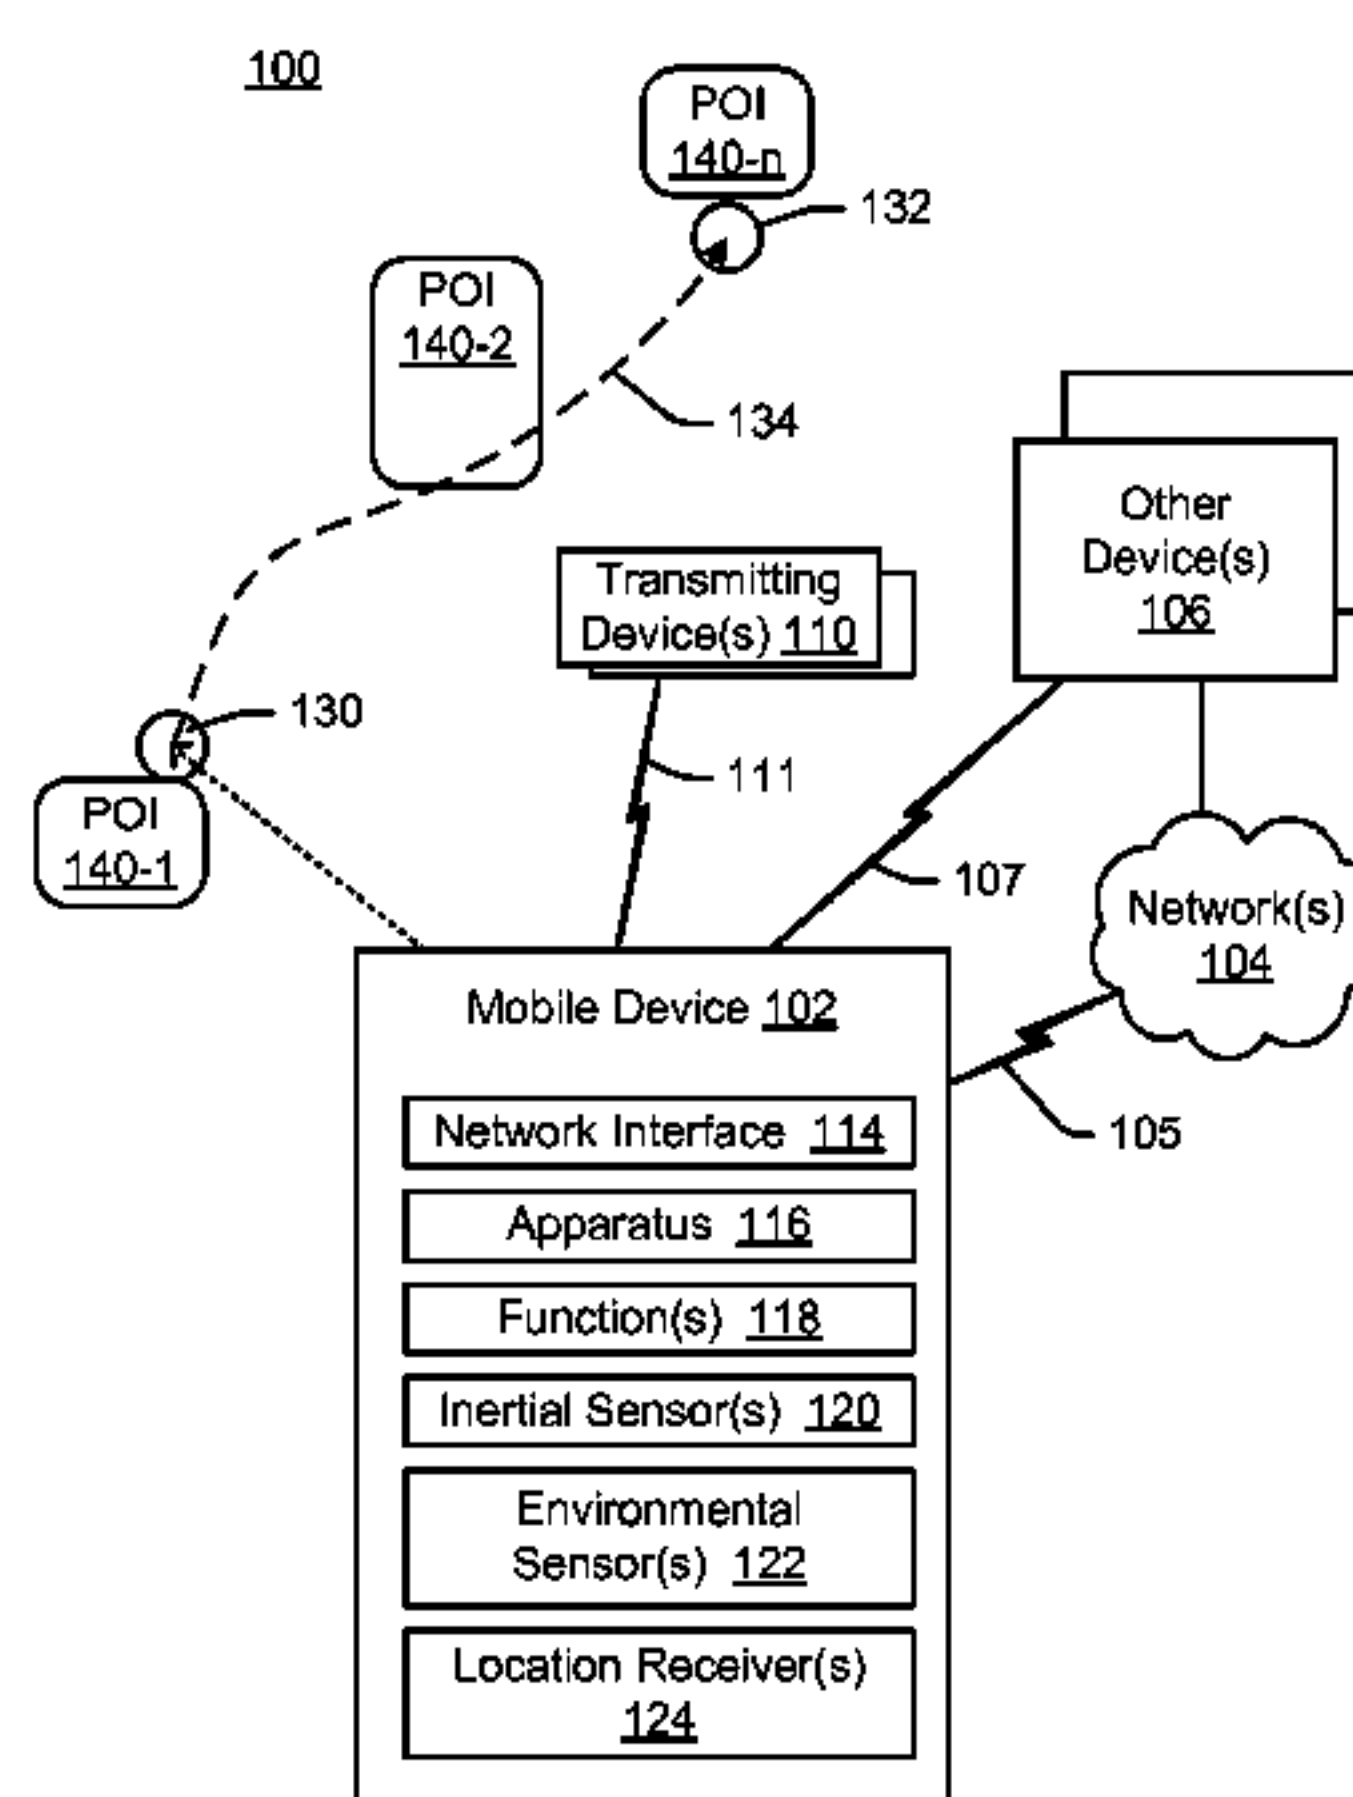 100
POI
140-n
132
POI
140-2
134
Other
Device(s)
106
Transmitting
Device(s) 110
130
111
POI
140-1
107
Network(s)
104
Mobile Device 102
105
Network Interface 114
Apparatus 116
Function(s) 118
Inertial Sensor(s) 120
Environmental
Sensor(s) 122
Location Receiver(s)
124